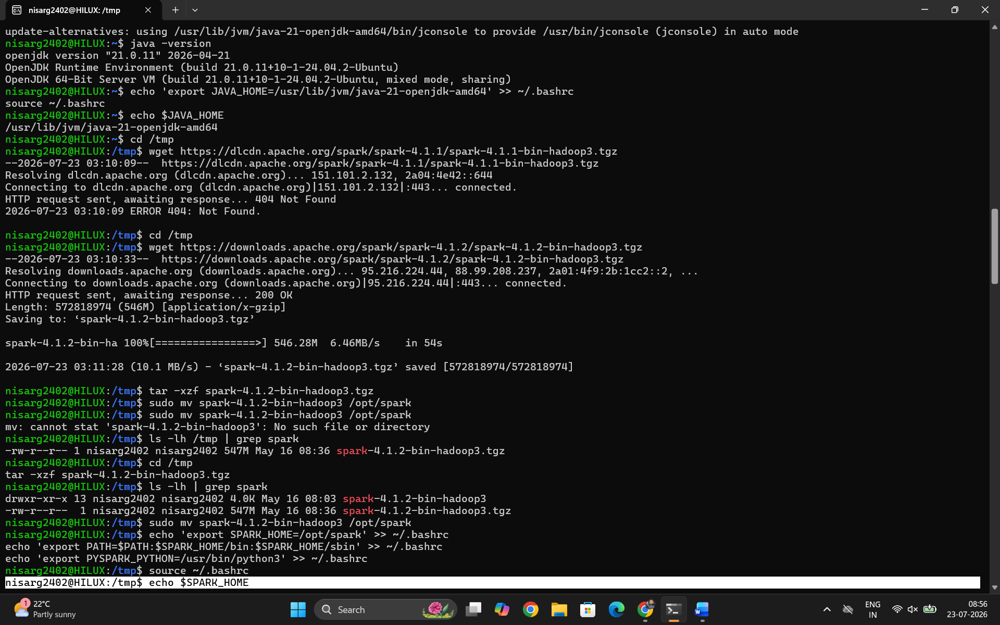 nisarg2402@HILUX: /tmp
update-alternatives: using /usr/lib/jvm/java-21-openjdk-amd64/bin/jconsole to provide /usr/bin/jconsole (jconsole) in auto mode
nisarg2402@HILUX:~$ java -version
openjdk version "21.0.11" 2026-04-21
OpenJDK Runtime Environment (build 21.0.11+10-1-24.04.2-Ubuntu)
OpenJDK 64-Bit Server VM (build 21.0.11+10-1-24.04.2-Ubuntu, mixed mode, sharing)
nisarg2402@HILUX:~$ echo 'export JAVA_HOME=/usr/lib/jvm/java-21-openjdk-amd64' >> ~/.bashrc
source ~/.bashrc
nisarg2402@HILUX:~$ echo $JAVA_HOME
/usr/lib/jvm/java-21-openjdk-amd64
nisarg2402@HILUX:~$ cd /tmp
nisarg2402@HILUX:/tmp$ wget https://dlcdn.apache.org/spark/spark-4.1.1/spark-4.1.1-bin-hadoop3.tgz
--2026-07-23 03:10:09--  https://dlcdn.apache.org/spark/spark-4.1.1/spark-4.1.1-bin-hadoop3.tgz
Resolving dlcdn.apache.org (dlcdn.apache.org)... 151.101.2.132, 2a04:4e42::644
Connecting to dlcdn.apache.org (dlcdn.apache.org)|151.101.2.132|:443... connected.
HTTP request sent, awaiting response... 404 Not Found
2026-07-23 03:10:09 ERROR 404: Not Found.
nisarg2402@HILUX:/tmp$ cd /tmp
nisarg2402@HILUX:/tmp$ wget https://downloads.apache.org/spark/spark-4.1.2/spark-4.1.2-bin-hadoop3.tgz
--2026-07-23 03:10:33--  https://downloads.apache.org/spark/spark-4.1.2/spark-4.1.2-bin-hadoop3.tgz
Resolving downloads.apache.org (downloads.apache.org)... 95.216.224.44, 88.99.208.237, 2a01:4f9:2b:1cc2::2, ...
Connecting to downloads.apache.org (downloads.apache.org)|95.216.224.44|:443... connected.
HTTP request sent, awaiting response... 200 OK
Length: 572818974 (546M) [application/x-gzip]
Saving to: ‘spark-4.1.2-bin-hadoop3.tgz’
spark-4.1.2-bin-ha 100%[================>] 546.28M  6.46MB/s    in 54s
2026-07-23 03:11:28 (10.1 MB/s) - ‘spark-4.1.2-bin-hadoop3.tgz’ saved [572818974/572818974]
nisarg2402@HILUX:/tmp$ tar -xzf spark-4.1.2-bin-hadoop3.tgz
nisarg2402@HILUX:/tmp$ sudo mv spark-4.1.2-bin-hadoop3 /opt/spark
nisarg2402@HILUX:/tmp$ sudo mv spark-4.1.2-bin-hadoop3 /opt/spark
mv: cannot stat 'spark-4.1.2-bin-hadoop3': No such file or directory
nisarg2402@HILUX:/tmp$ ls -lh /tmp | grep spark
-rw-r--r-- 1 nisarg2402 nisarg2402 547M May 16 08:36 spark-4.1.2-bin-hadoop3.tgz
nisarg2402@HILUX:/tmp$ cd /tmp
tar -xzf spark-4.1.2-bin-hadoop3.tgz
nisarg2402@HILUX:/tmp$ ls -lh | grep spark
drwxr-xr-x 13 nisarg2402 nisarg2402 4.0K May 16 08:03 spark-4.1.2-bin-hadoop3
-rw-r--r--  1 nisarg2402 nisarg2402 547M May 16 08:36 spark-4.1.2-bin-hadoop3.tgz
nisarg2402@HILUX:/tmp$ sudo mv spark-4.1.2-bin-hadoop3 /opt/spark
nisarg2402@HILUX:/tmp$ echo 'export SPARK_HOME=/opt/spark' >> ~/.bashrc
echo 'export PATH=$PATH:$SPARK_HOME/bin:$SPARK_HOME/sbin' >> ~/.bashrc
echo 'export PYSPARK_PYTHON=/usr/bin/python3' >> ~/.bashrc
nisarg2402@HILUX:/tmp$ source ~/.bashrc
nisarg2402@HILUX:/tmp$ echo $SPARK_HOME
1
22°C
Partly sunny
Search
ENG
IN
08:56
23-07-2026